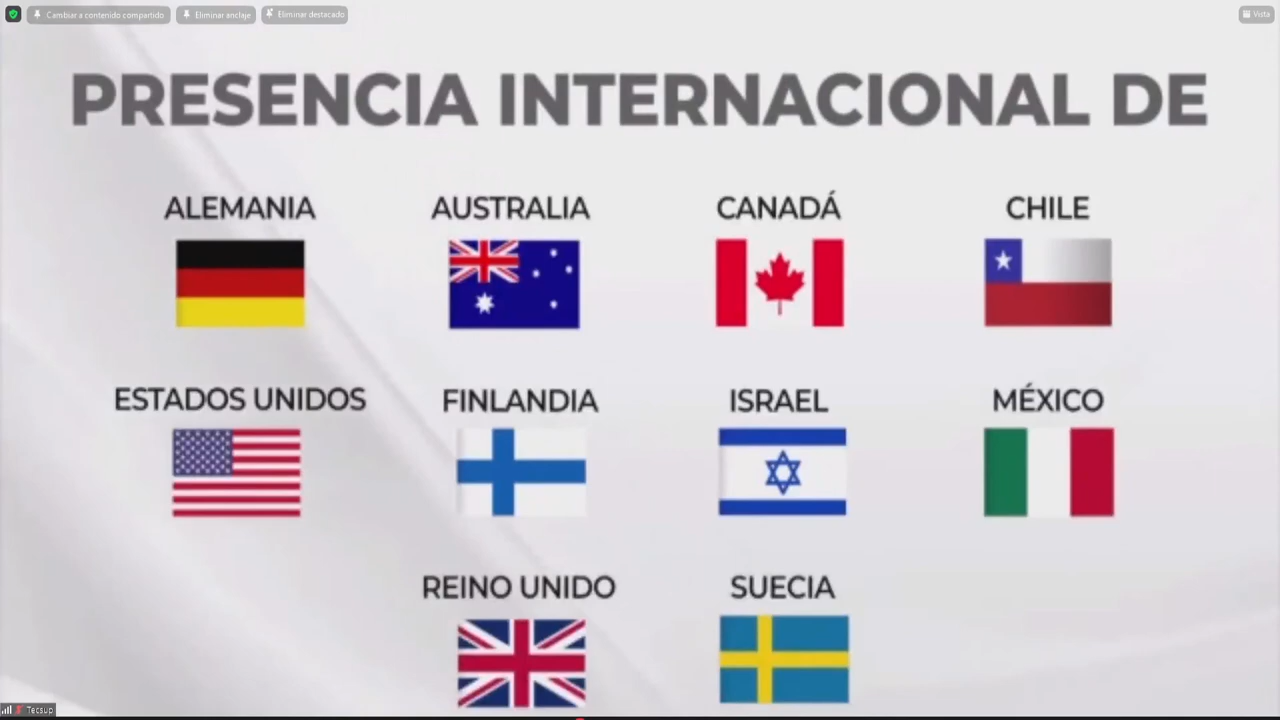 Cambiar a contenido compartido Eliminar anclaje Eliminar destacado Vista
PRESENCIA INTERNACIONAL DE
ALEMANIA AUSTRALIA CANADÁ CHILE
ESTADOS UNIDOS FINLANDIA ISRAEL MÉXICO
REINO UNIDO SUECIA
Tecsup